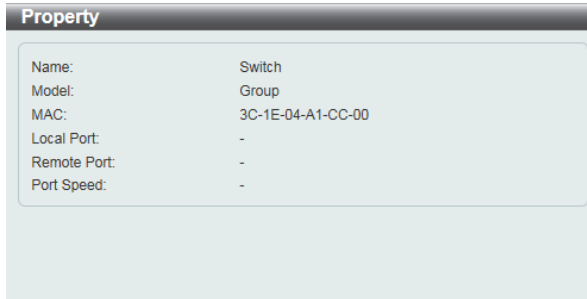 Property
Name: Switch
Model: Group
MAC: 3C-1E-04-A1-CC-00
Local Port: -
Remote Port: -
Port Speed: -